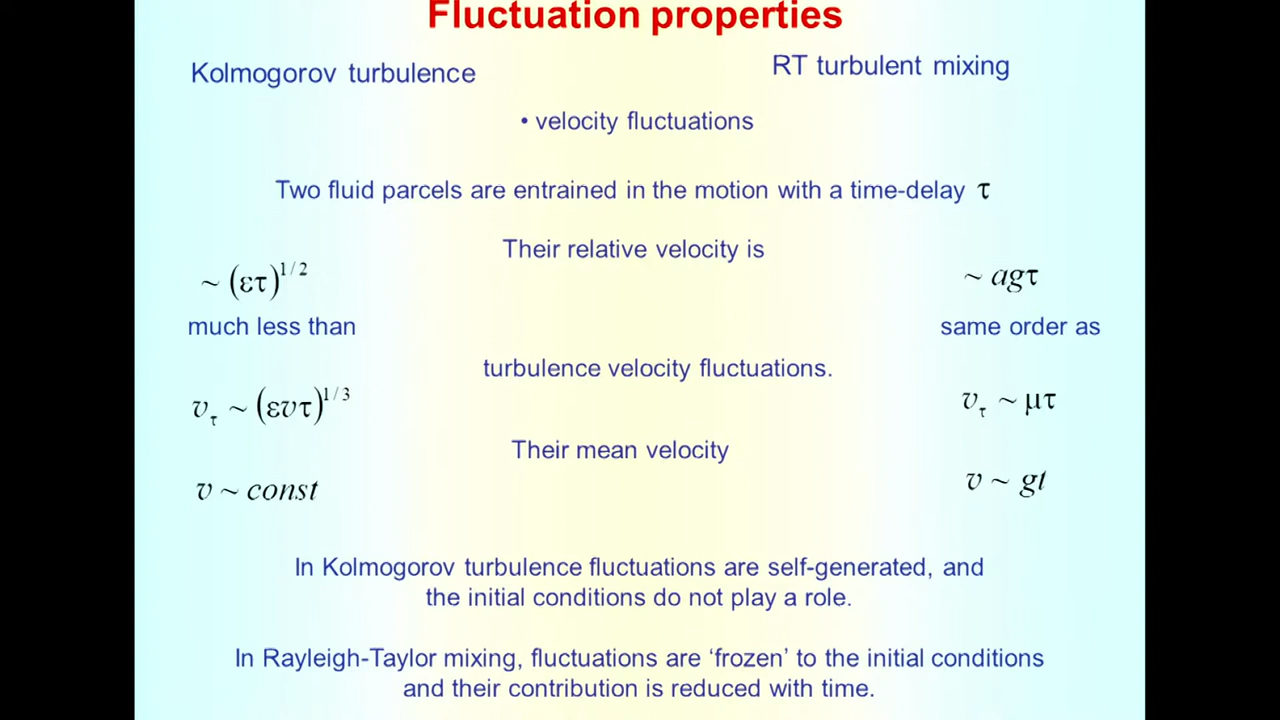 Fluctuation properties
Kolmogorov turbulence
RT turbulent mixing
• velocity fluctuations
Two fluid parcels are entrained in the motion with a time-delay τ
Their relative velocity is
~ (ετ)^{1/2}
~ agτ
much less than
same order as
turbulence velocity fluctuations.
v_τ ~ (ευτ)^{1/3}
v_τ ~ μτ
Their mean velocity
v ~ const
v ~ gt
In Kolmogorov turbulence fluctuations are self-generated, and
the initial conditions do not play a role.
In Rayleigh-Taylor mixing, fluctuations are ‘frozen’ to the initial conditions
and their contribution is reduced with time.